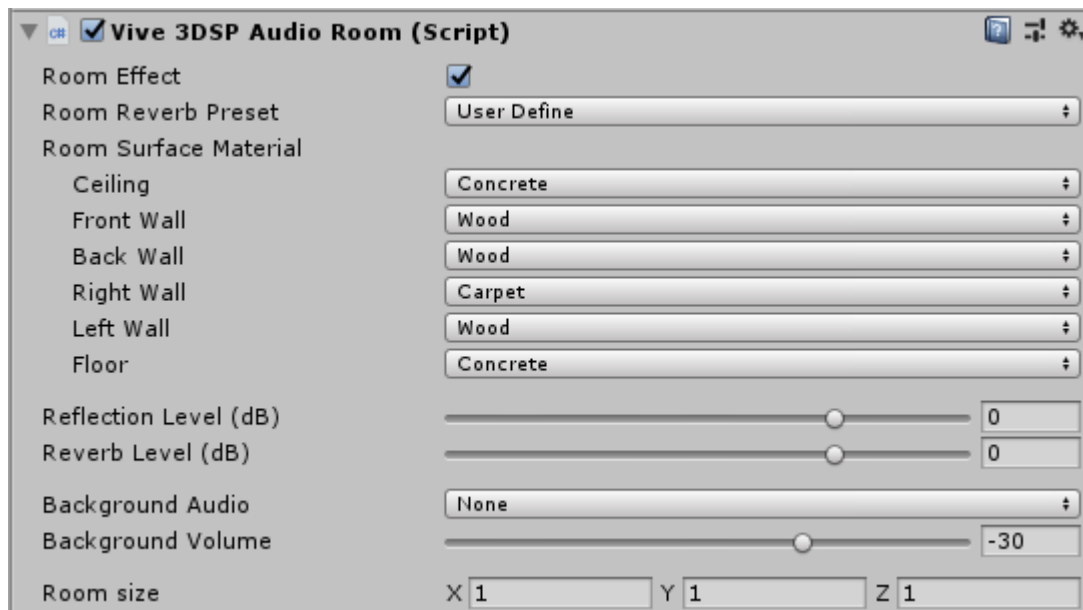 c# Vive 3DSP Audio Room (Script)
Room Effect
Room Reverb Preset User Define
Room Surface Material
Ceiling Concrete
Front Wall Wood
Back Wall Wood
Right Wall Carpet
Left Wall Wood
Floor Concrete
Reflection Level (dB) 0
Reverb Level (dB) 0
Background Audio None
Background Volume -30
Room size X 1 Y 1 Z 1